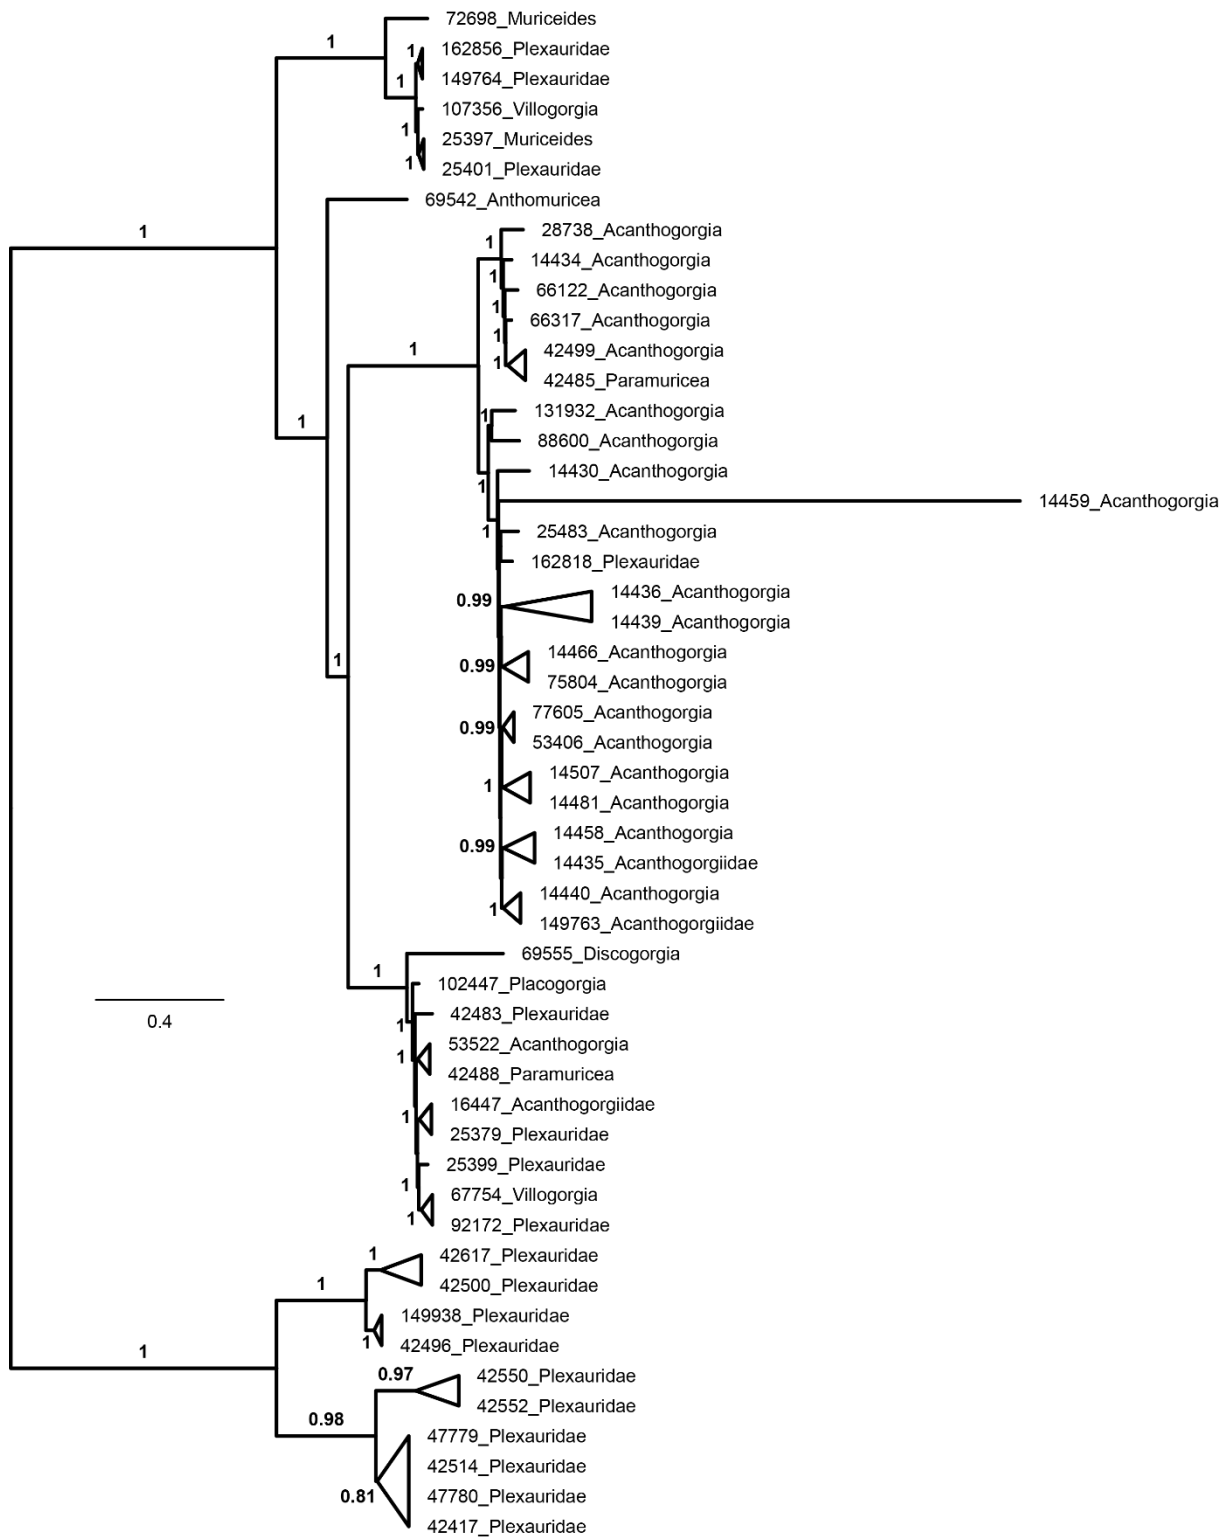 72698_Muriceides
1
1
162856_Plexauridae
1
149764_Plexauridae
107356_Villogorgia
1
25397_Muriceides
1
25401_Plexauridae
69542_Anthomuricea
1
28738_Acanthogorgia
1
14434_Acanthogorgia
1
66122_Acanthogorgia
1
66317_Acanthogorgia
1
1
42499_Acanthogorgia
1
42485_Paramuricea
131932_Acanthogorgia
1
1
88600_Acanthogorgia
14430_Acanthogorgia
1
14459_Acanthogorgia
1
25483_Acanthogorgia
162818_Plexauridae
14436_Acanthogorgia
0.99
14439_Acanthogorgia
14466_Acanthogorgia
1
0.99
75804_Acanthogorgia
77605_Acanthogorgia
0.99
53406_Acanthogorgia
14507_Acanthogorgia
1
14481_Acanthogorgia
14458_Acanthogorgia
0.99
14435_Acanthogorgiidae
14440_Acanthogorgia
1
149763_Acanthogorgiidae
69555_Discogorgia
1
102447_Placogorgia
42483_Plexauridae
0.4
1
53522_Acanthogorgia
1
42488_Paramuricea
16447_Acanthogorgiidae
1
25379_Plexauridae
25399_Plexauridae
1
67754_Villogorgia
1
92172_Plexauridae
1
42617_Plexauridae
1
42500_Plexauridae
149938_Plexauridae
1
42496_Plexauridae
1
0.97
42550_Plexauridae
42552_Plexauridae
0.98
47779_Plexauridae
42514_Plexauridae
0.81
47780_Plexauridae
42417_Plexauridae